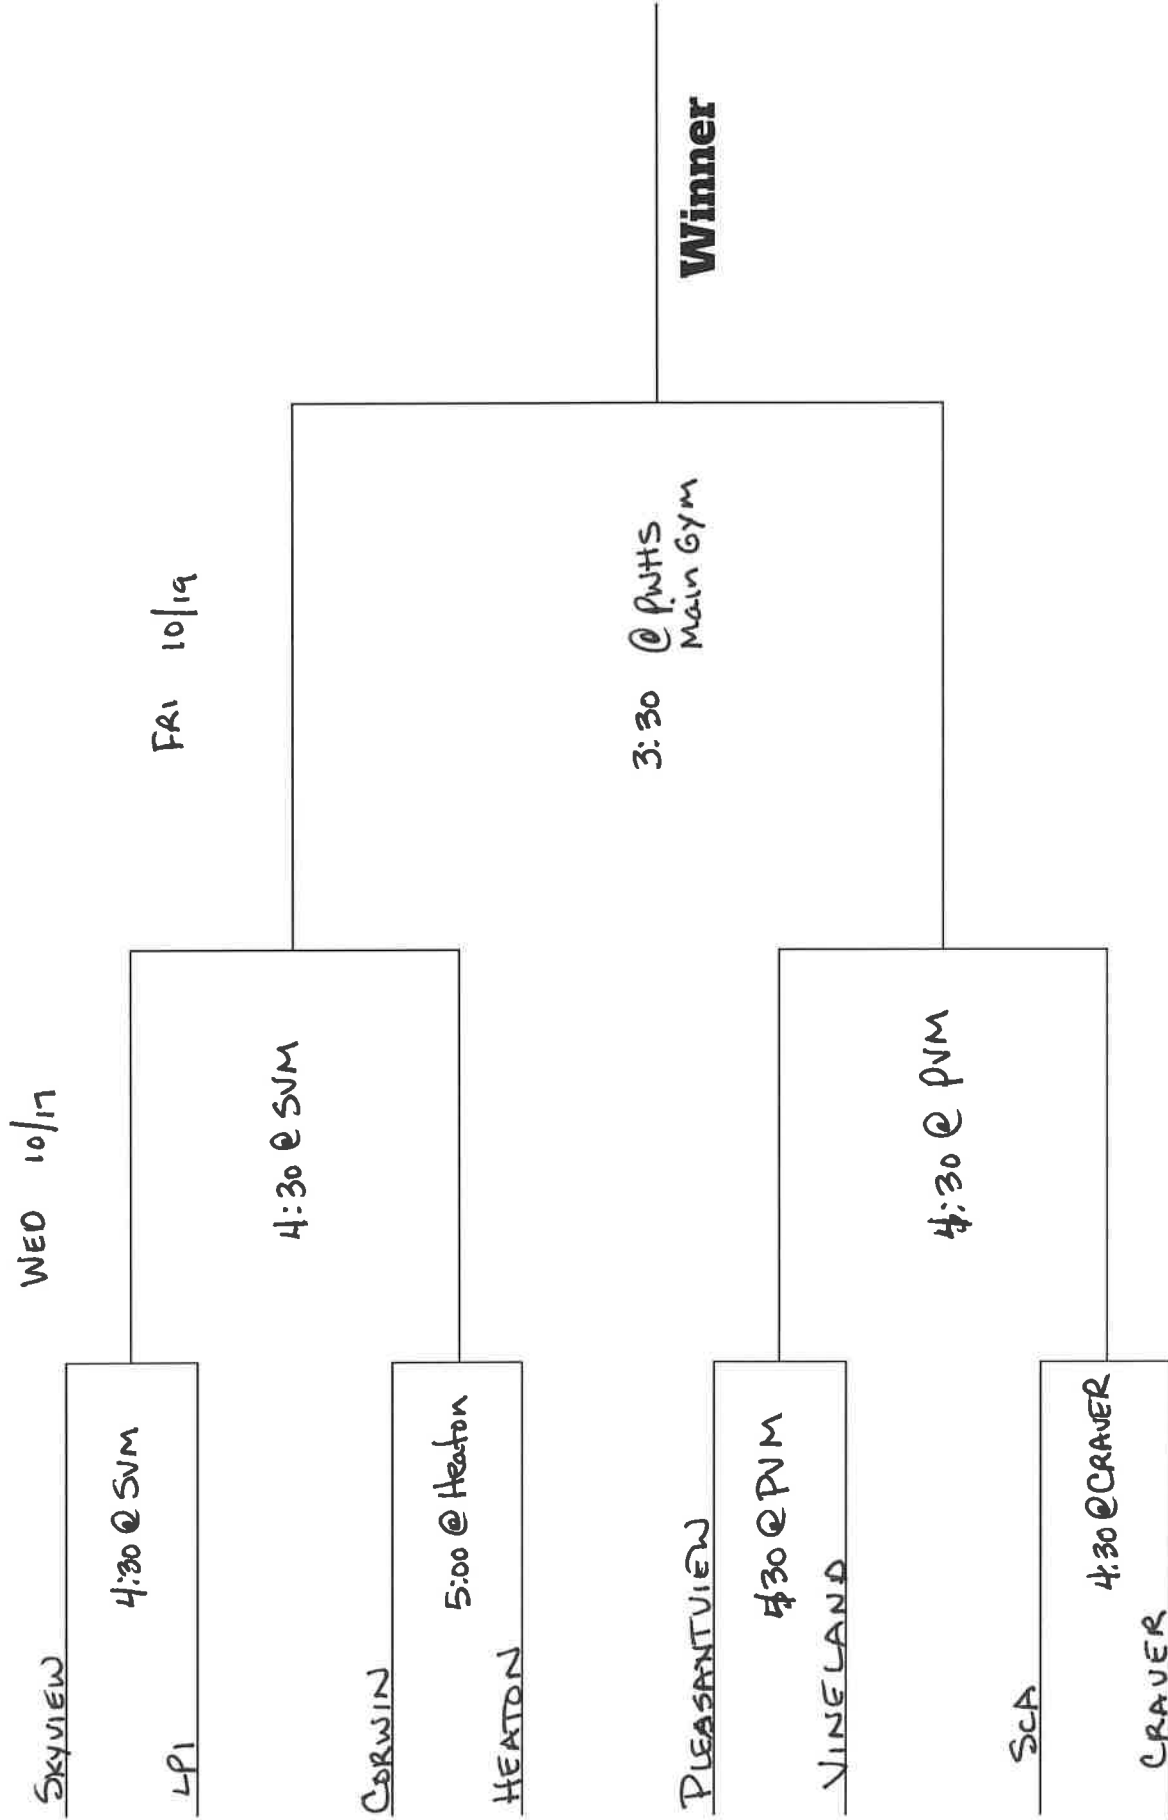 WED 10/17
FRI 10/19
SKYVIEW
4:30 @ SVM
LPI
4:30 @ SVM
CORWIN
5:00 @ Heaton
HEATON
3:30 @ PWHS
Main Gym
Winner
PLEASANTVIEW
4:30 @ PVM
VINELAND
4:30 @ PVM
SCA
4:30 @ CRAVER
CRAVER